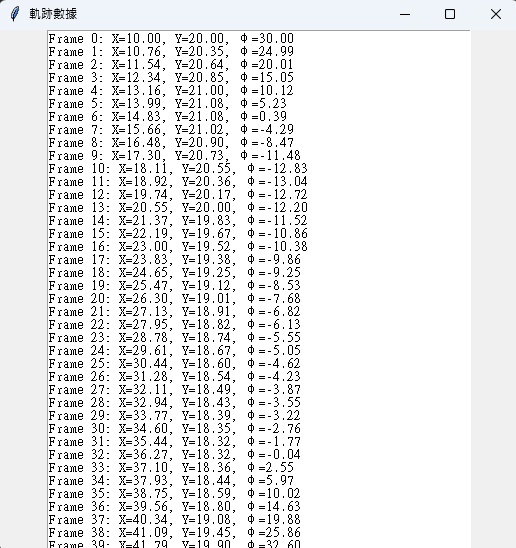 軌跡數據
Frame 0: X=10.00, Y=20.00, Φ=30.00
Frame 1: X=10.76, Y=20.35, Φ=24.99
Frame 2: X=11.54, Y=20.64, Φ=20.01
Frame 3: X=12.34, Y=20.85, Φ=15.05
Frame 4: X=13.16, Y=21.00, Φ=10.12
Frame 5: X=13.99, Y=21.08, Φ=5.23
Frame 6: X=14.83, Y=21.08, Φ=0.39
Frame 7: X=15.66, Y=21.02, Φ=-4.29
Frame 8: X=16.48, Y=20.90, Φ=-8.47
Frame 9: X=17.30, Y=20.73, Φ=-11.48
Frame 10: X=18.11, Y=20.55, Φ=-12.83
Frame 11: X=18.92, Y=20.36, Φ=-13.04
Frame 12: X=19.74, Y=20.17, Φ=-12.72
Frame 13: X=20.55, Y=20.00, Φ=-12.20
Frame 14: X=21.37, Y=19.83, Φ=-11.52
Frame 15: X=22.19, Y=19.67, Φ=-10.86
Frame 16: X=23.00, Y=19.52, Φ=-10.38
Frame 17: X=23.83, Y=19.38, Φ=-9.86
Frame 18: X=24.65, Y=19.25, Φ=-9.25
Frame 19: X=25.47, Y=19.12, Φ=-8.53
Frame 20: X=26.30, Y=19.01, Φ=-7.68
Frame 21: X=27.13, Y=18.91, Φ=-6.82
Frame 22: X=27.95, Y=18.82, Φ=-6.13
Frame 23: X=28.78, Y=18.74, Φ=-5.55
Frame 24: X=29.61, Y=18.67, Φ=-5.05
Frame 25: X=30.44, Y=18.60, Φ=-4.62
Frame 26: X=31.28, Y=18.54, Φ=-4.23
Frame 27: X=32.11, Y=18.49, Φ=-3.87
Frame 28: X=32.94, Y=18.43, Φ=-3.55
Frame 29: X=33.77, Y=18.39, Φ=-3.22
Frame 30: X=34.60, Y=18.35, Φ=-2.76
Frame 31: X=35.44, Y=18.32, Φ=-1.77
Frame 32: X=36.27, Y=18.32, Φ=-0.04
Frame 33: X=37.10, Y=18.36, Φ=2.55
Frame 34: X=37.93, Y=18.44, Φ=5.97
Frame 35: X=38.75, Y=18.59, Φ=10.02
Frame 36: X=39.56, Y=18.80, Φ=14.63
Frame 37: X=40.34, Y=19.08, Φ=19.88
Frame 38: X=41.09, Y=19.45, Φ=25.86
Frame 39: X=41.79, Y=19.90, Φ=32.60